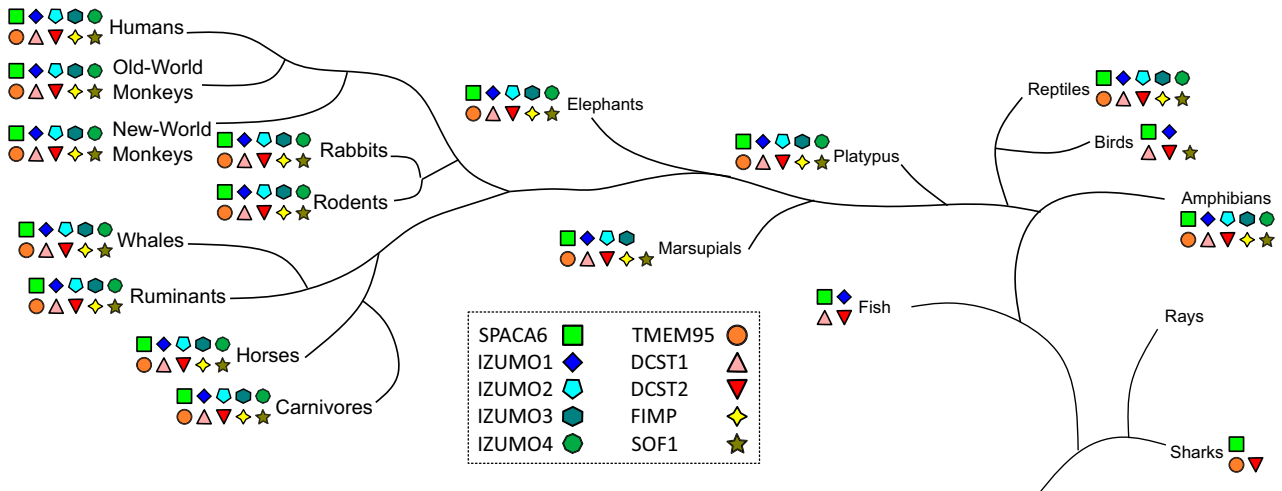 Humans
Old-World
Monkeys
New-World
Monkeys
Rabbits
Rodents
Whales
Ruminants
Horses
Carnivores
Elephants
Marsupials
Platypus
Reptiles
Birds
Amphibians
Fish
Rays
Sharks
SPACA6 TMEM95
IZUMO1 DCST1
IZUMO2 DCST2
IZUMO3 FIMP
IZUMO4 SOF1